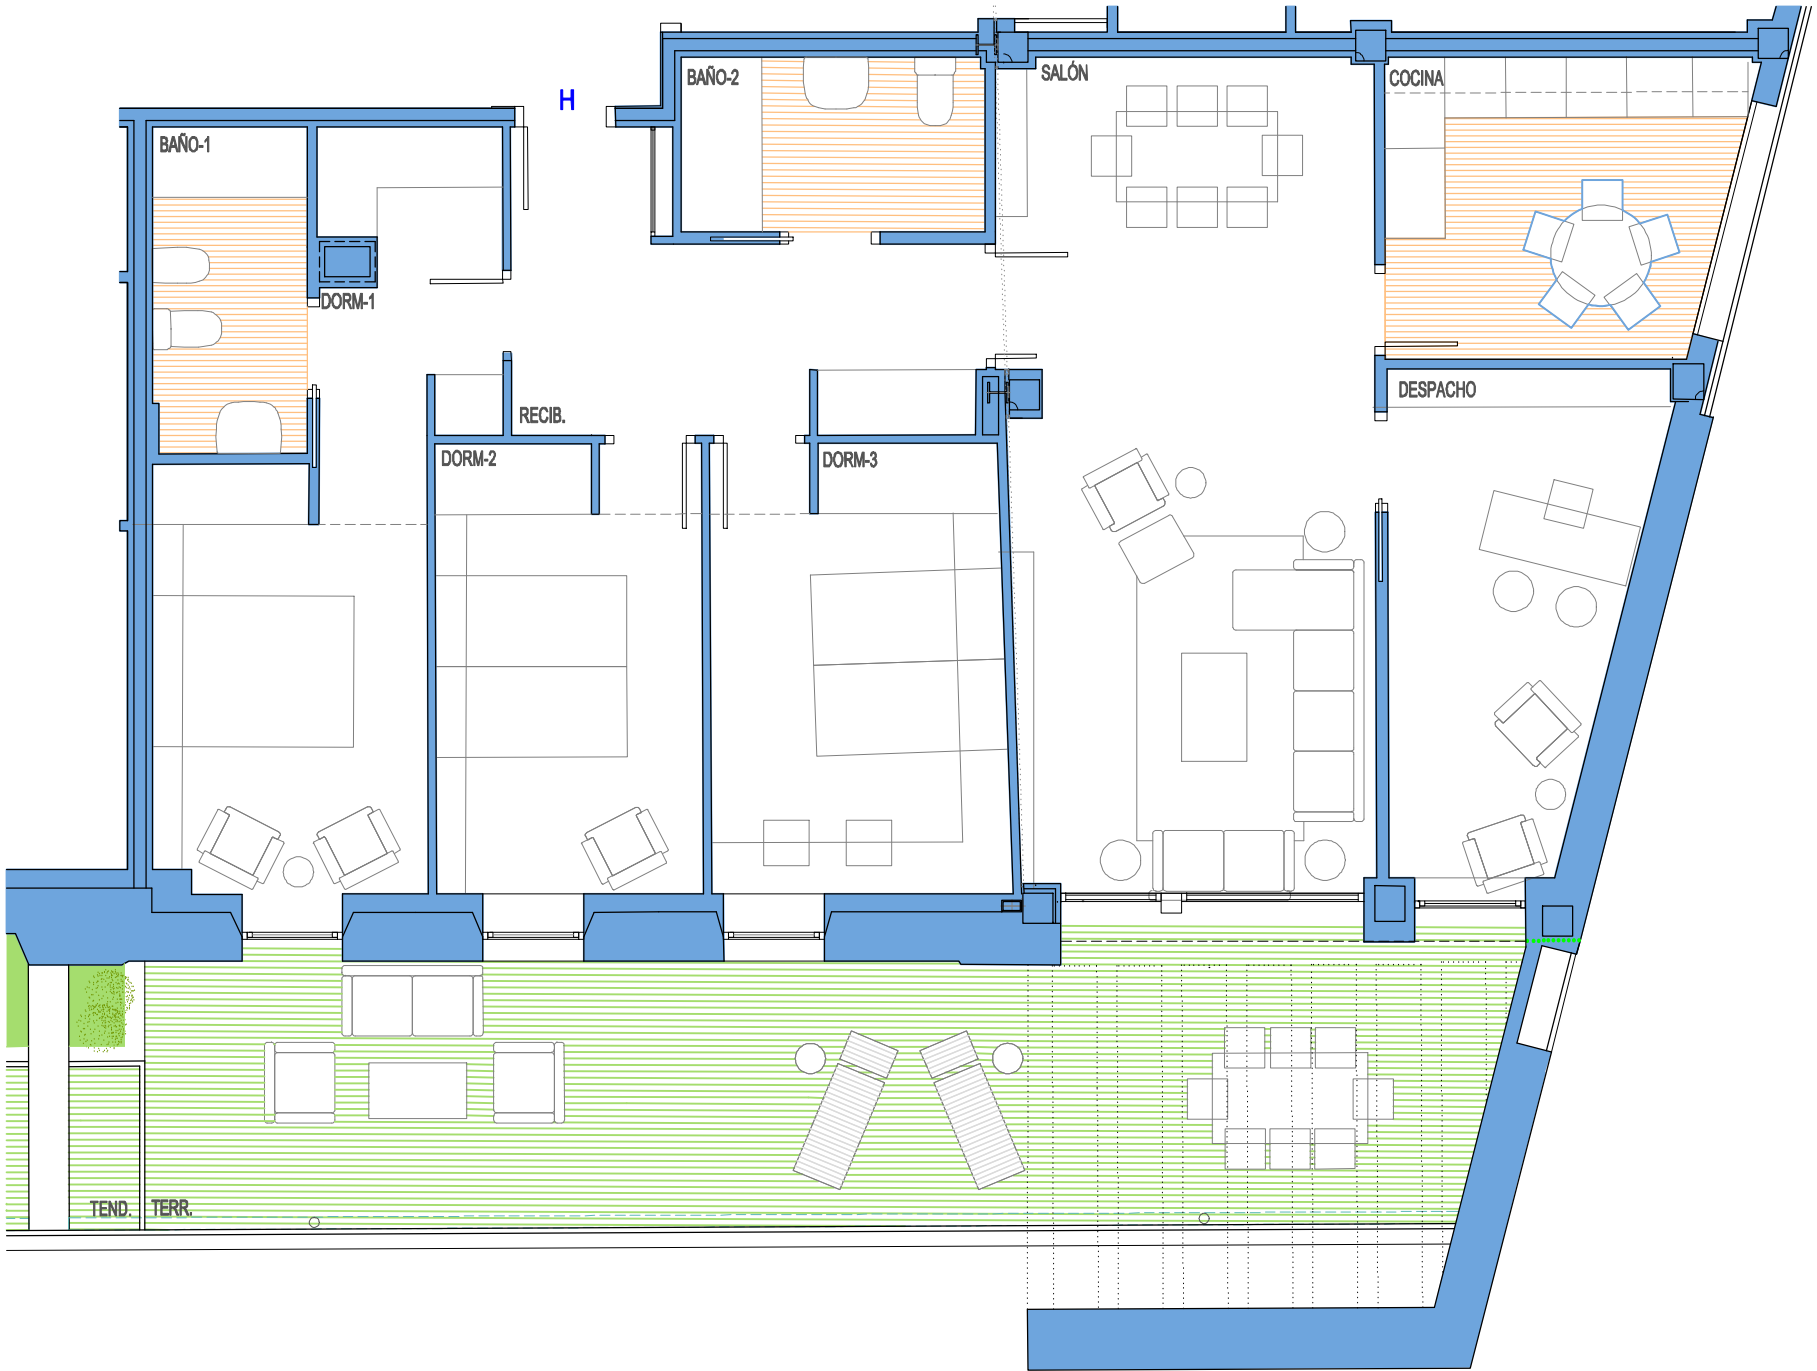 SALÓN
BAÑO-2
COCINA
H
BAÑO-1
DORM-1
DESPACHO
RECIB.
DORM-2
DORM-3
TEND.
TERR.